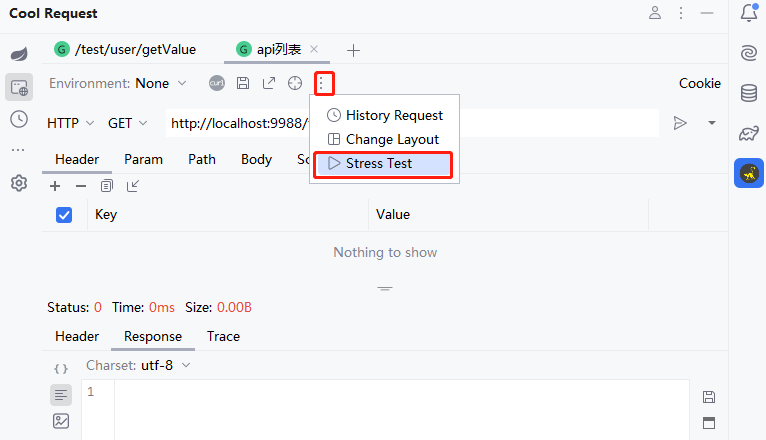 Cool Request
G /test/user/getValue G api列表
Environment: None curl Cookie
History Request
HTTP GET http://localhost:9988/
Change Layout
Header Param Path Body Sc
Stress Test
Key Value
Nothing to show
Status: 0 Time: 0ms Size: 0.00B
Header Response Trace
{ } Charset: utf-8
1